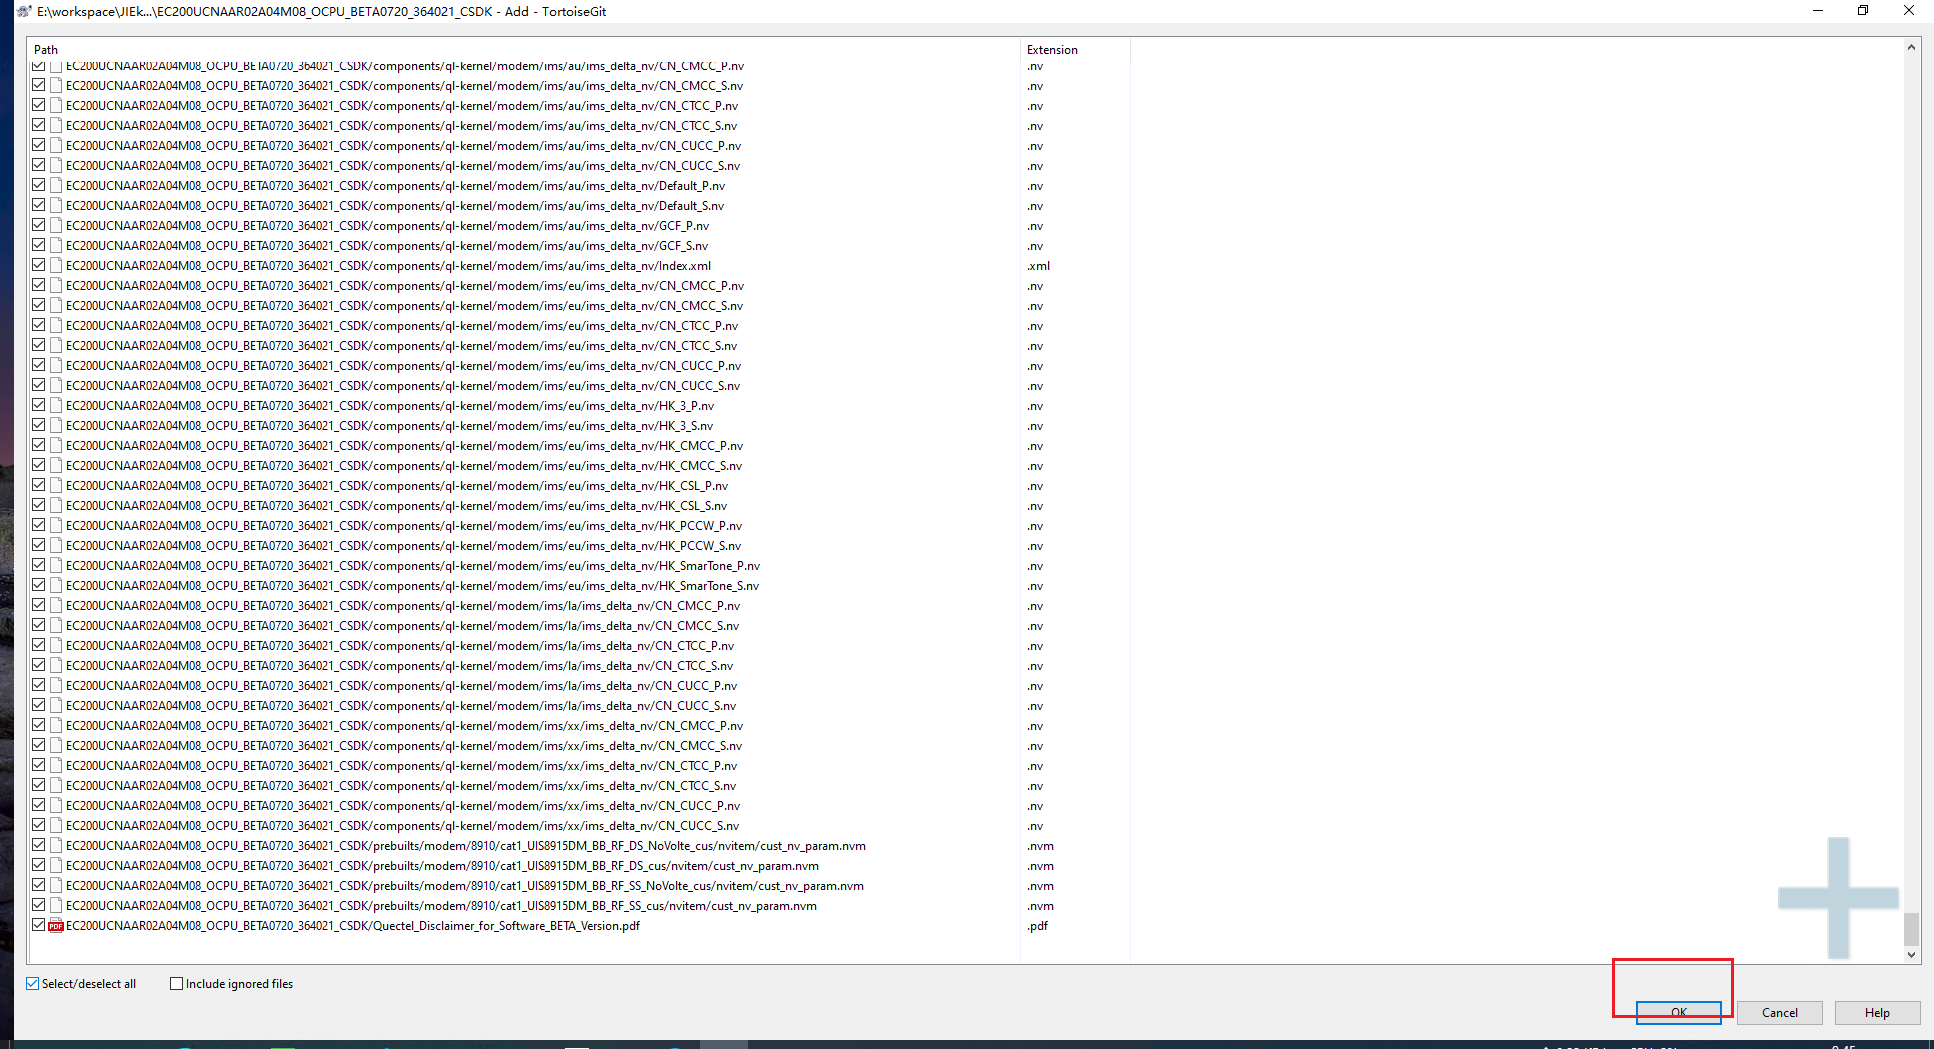 E:\workspace\JIEk...\EC200UCNAAR02A04M08_OCPU_BETA0720_364021_CSDK - Add - TortoiseGit
Path Extension
EC200UCNAAR02A04M08_OCPU_BETA0720_364021_CSDK/components/ql-kernel/modem/ims/au/ims_delta_nv/CN_CMCC_P.nv .nv
EC200UCNAAR02A04M08_OCPU_BETA0720_364021_CSDK/components/ql-kernel/modem/ims/au/ims_delta_nv/CN_CMCC_S.nv .nv
EC200UCNAAR02A04M08_OCPU_BETA0720_364021_CSDK/components/ql-kernel/modem/ims/au/ims_delta_nv/CN_CTCC_P.nv .nv
EC200UCNAAR02A04M08_OCPU_BETA0720_364021_CSDK/components/ql-kernel/modem/ims/au/ims_delta_nv/CN_CTCC_S.nv .nv
EC200UCNAAR02A04M08_OCPU_BETA0720_364021_CSDK/components/ql-kernel/modem/ims/au/ims_delta_nv/CN_CUCC_P.nv .nv
EC200UCNAAR02A04M08_OCPU_BETA0720_364021_CSDK/components/ql-kernel/modem/ims/au/ims_delta_nv/CN_CUCC_S.nv .nv
EC200UCNAAR02A04M08_OCPU_BETA0720_364021_CSDK/components/ql-kernel/modem/ims/au/ims_delta_nv/Default_P.nv .nv
EC200UCNAAR02A04M08_OCPU_BETA0720_364021_CSDK/components/ql-kernel/modem/ims/au/ims_delta_nv/Default_S.nv .nv
EC200UCNAAR02A04M08_OCPU_BETA0720_364021_CSDK/components/ql-kernel/modem/ims/au/ims_delta_nv/GCF_P.nv .nv
EC200UCNAAR02A04M08_OCPU_BETA0720_364021_CSDK/components/ql-kernel/modem/ims/au/ims_delta_nv/GCF_S.nv .nv
EC200UCNAAR02A04M08_OCPU_BETA0720_364021_CSDK/components/ql-kernel/modem/ims/au/ims_delta_nv/Index.xml .xml
EC200UCNAAR02A04M08_OCPU_BETA0720_364021_CSDK/components/ql-kernel/modem/ims/eu/ims_delta_nv/CN_CMCC_P.nv .nv
EC200UCNAAR02A04M08_OCPU_BETA0720_364021_CSDK/components/ql-kernel/modem/ims/eu/ims_delta_nv/CN_CMCC_S.nv .nv
EC200UCNAAR02A04M08_OCPU_BETA0720_364021_CSDK/components/ql-kernel/modem/ims/eu/ims_delta_nv/CN_CTCC_P.nv .nv
EC200UCNAAR02A04M08_OCPU_BETA0720_364021_CSDK/components/ql-kernel/modem/ims/eu/ims_delta_nv/CN_CTCC_S.nv .nv
EC200UCNAAR02A04M08_OCPU_BETA0720_364021_CSDK/components/ql-kernel/modem/ims/eu/ims_delta_nv/CN_CUCC_P.nv .nv
EC200UCNAAR02A04M08_OCPU_BETA0720_364021_CSDK/components/ql-kernel/modem/ims/eu/ims_delta_nv/CN_CUCC_S.nv .nv
EC200UCNAAR02A04M08_OCPU_BETA0720_364021_CSDK/components/ql-kernel/modem/ims/eu/ims_delta_nv/HK_3_P.nv .nv
EC200UCNAAR02A04M08_OCPU_BETA0720_364021_CSDK/components/ql-kernel/modem/ims/eu/ims_delta_nv/HK_3_S.nv .nv
EC200UCNAAR02A04M08_OCPU_BETA0720_364021_CSDK/components/ql-kernel/modem/ims/eu/ims_delta_nv/HK_CMCC_P.nv .nv
EC200UCNAAR02A04M08_OCPU_BETA0720_364021_CSDK/components/ql-kernel/modem/ims/eu/ims_delta_nv/HK_CMCC_S.nv .nv
EC200UCNAAR02A04M08_OCPU_BETA0720_364021_CSDK/components/ql-kernel/modem/ims/eu/ims_delta_nv/HK_CSL_P.nv .nv
EC200UCNAAR02A04M08_OCPU_BETA0720_364021_CSDK/components/ql-kernel/modem/ims/eu/ims_delta_nv/HK_CSL_S.nv .nv
EC200UCNAAR02A04M08_OCPU_BETA0720_364021_CSDK/components/ql-kernel/modem/ims/eu/ims_delta_nv/HK_PCCW_P.nv .nv
EC200UCNAAR02A04M08_OCPU_BETA0720_364021_CSDK/components/ql-kernel/modem/ims/eu/ims_delta_nv/HK_PCCW_S.nv .nv
EC200UCNAAR02A04M08_OCPU_BETA0720_364021_CSDK/components/ql-kernel/modem/ims/eu/ims_delta_nv/HK_SmarTone_P.nv .nv
EC200UCNAAR02A04M08_OCPU_BETA0720_364021_CSDK/components/ql-kernel/modem/ims/eu/ims_delta_nv/HK_SmarTone_S.nv .nv
EC200UCNAAR02A04M08_OCPU_BETA0720_364021_CSDK/components/ql-kernel/modem/ims/la/ims_delta_nv/CN_CMCC_P.nv .nv
EC200UCNAAR02A04M08_OCPU_BETA0720_364021_CSDK/components/ql-kernel/modem/ims/la/ims_delta_nv/CN_CMCC_S.nv .nv
EC200UCNAAR02A04M08_OCPU_BETA0720_364021_CSDK/components/ql-kernel/modem/ims/la/ims_delta_nv/CN_CTCC_P.nv .nv
EC200UCNAAR02A04M08_OCPU_BETA0720_364021_CSDK/components/ql-kernel/modem/ims/la/ims_delta_nv/CN_CTCC_S.nv .nv
EC200UCNAAR02A04M08_OCPU_BETA0720_364021_CSDK/components/ql-kernel/modem/ims/la/ims_delta_nv/CN_CUCC_P.nv .nv
EC200UCNAAR02A04M08_OCPU_BETA0720_364021_CSDK/components/ql-kernel/modem/ims/la/ims_delta_nv/CN_CUCC_S.nv .nv
EC200UCNAAR02A04M08_OCPU_BETA0720_364021_CSDK/components/ql-kernel/modem/ims/xx/ims_delta_nv/CN_CMCC_P.nv .nv
EC200UCNAAR02A04M08_OCPU_BETA0720_364021_CSDK/components/ql-kernel/modem/ims/xx/ims_delta_nv/CN_CMCC_S.nv .nv
EC200UCNAAR02A04M08_OCPU_BETA0720_364021_CSDK/components/ql-kernel/modem/ims/xx/ims_delta_nv/CN_CTCC_P.nv .nv
EC200UCNAAR02A04M08_OCPU_BETA0720_364021_CSDK/components/ql-kernel/modem/ims/xx/ims_delta_nv/CN_CTCC_S.nv .nv
EC200UCNAAR02A04M08_OCPU_BETA0720_364021_CSDK/components/ql-kernel/modem/ims/xx/ims_delta_nv/CN_CUCC_P.nv .nv
EC200UCNAAR02A04M08_OCPU_BETA0720_364021_CSDK/components/ql-kernel/modem/ims/xx/ims_delta_nv/CN_CUCC_S.nv .nv
EC200UCNAAR02A04M08_OCPU_BETA0720_364021_CSDK/prebuilts/modem/8910/cat1_UIS8915DM_BB_RF_DS_NoVolte_cus/nvitem/cust_nv_param.nvm .nvm
EC200UCNAAR02A04M08_OCPU_BETA0720_364021_CSDK/prebuilts/modem/8910/cat1_UIS8915DM_BB_RF_DS_cus/nvitem/cust_nv_param.nvm .nvm
EC200UCNAAR02A04M08_OCPU_BETA0720_364021_CSDK/prebuilts/modem/8910/cat1_UIS8915DM_BB_RF_SS_NoVolte_cus/nvitem/cust_nv_param.nvm .nvm
EC200UCNAAR02A04M08_OCPU_BETA0720_364021_CSDK/prebuilts/modem/8910/cat1_UIS8915DM_BB_RF_SS_cus/nvitem/cust_nv_param.nvm .nvm
PDF EC200UCNAAR02A04M08_OCPU_BETA0720_364021_CSDK/Quectel_Disclaimer_for_Software_BETA_Version.pdf .pdf
Select/deselect all Include ignored files
OK Cancel Help